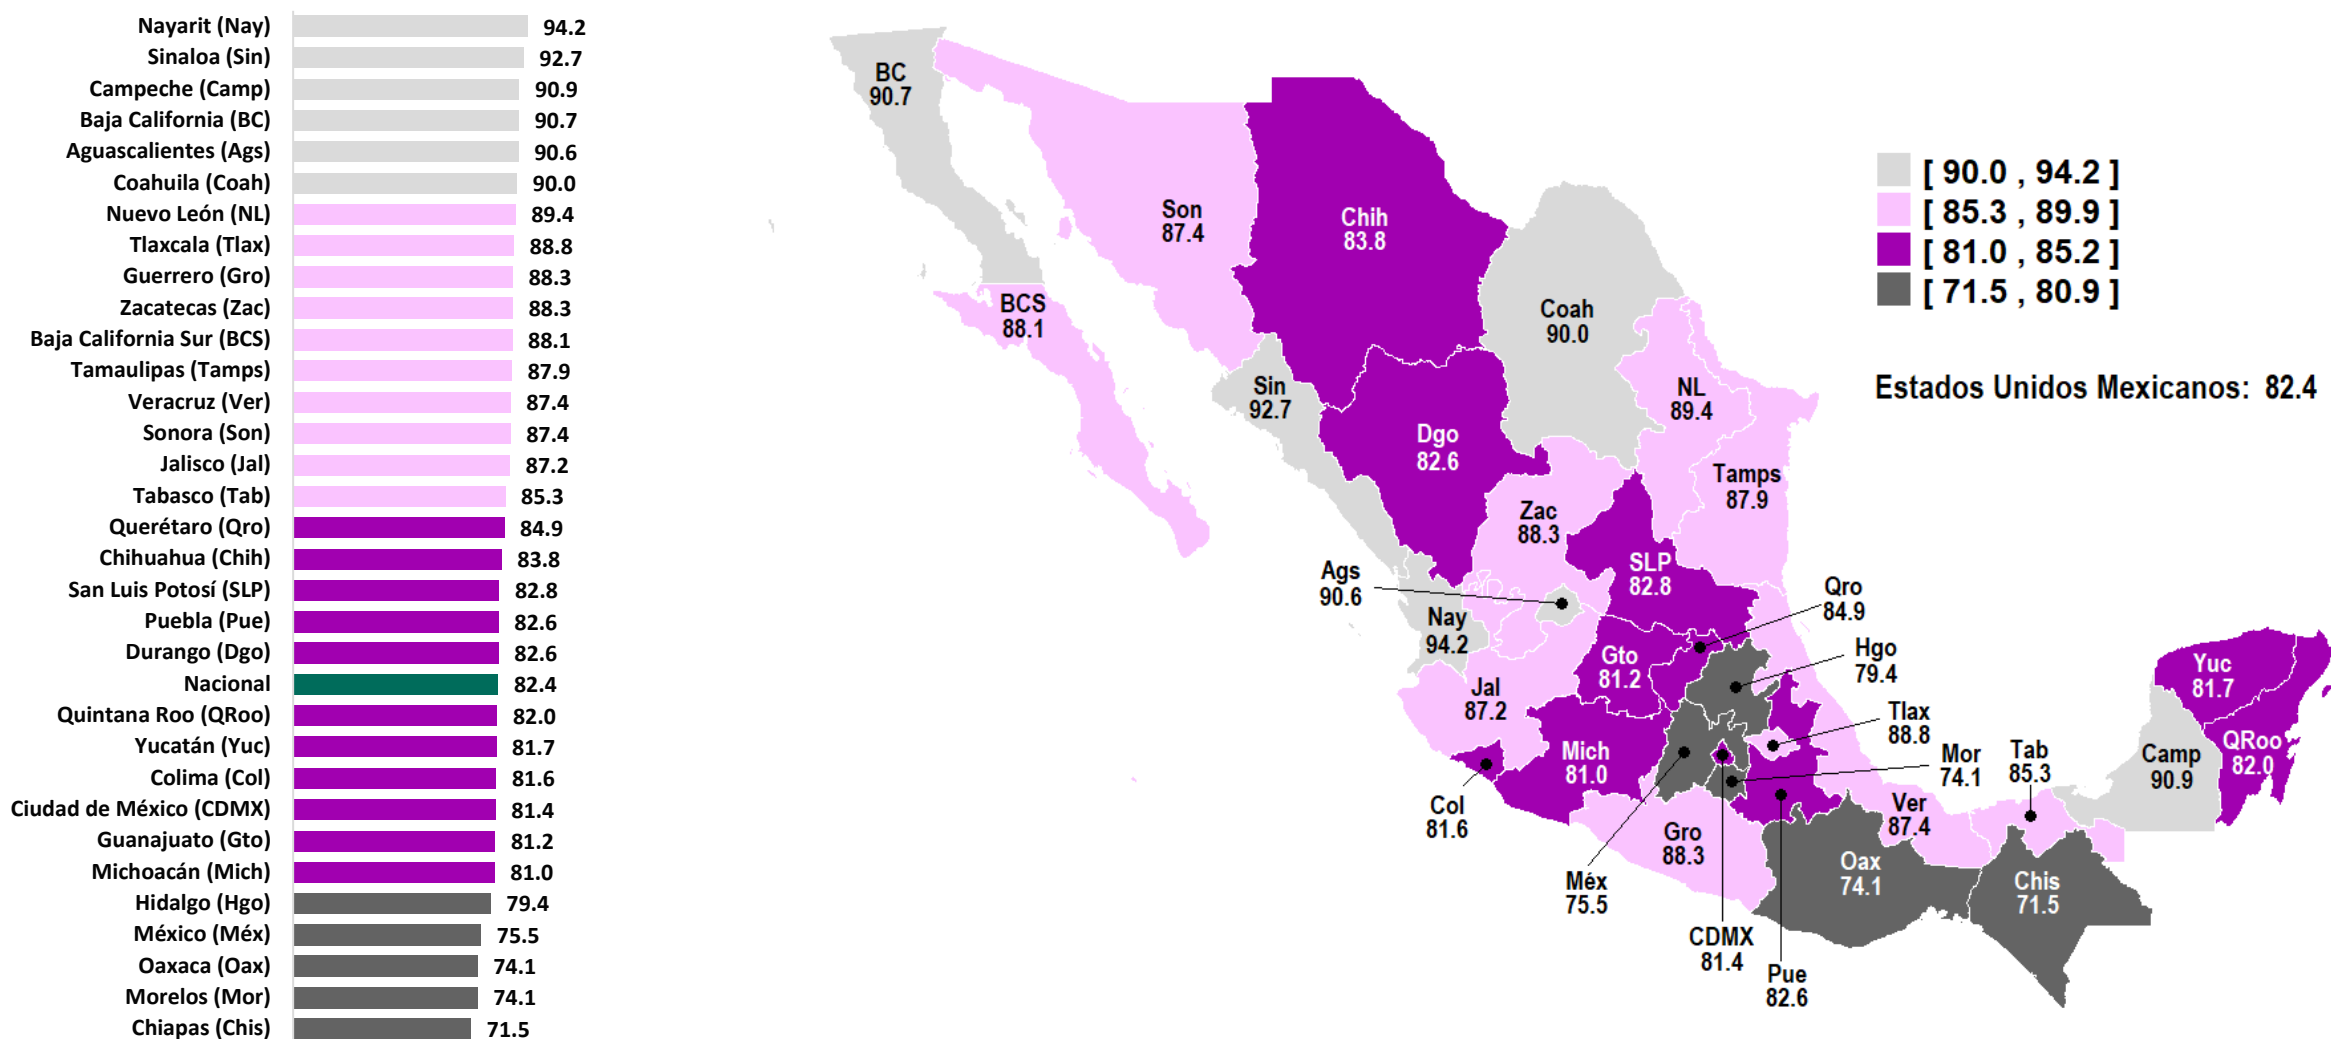 Nayarit (Nay) 94.2
Sinaloa (Sin) 92.7
Campeche (Camp) 90.9
Baja California (BC) 90.7
Aguascalientes (Ags) 90.6
Coahuila (Coah) 90.0
Nuevo León (NL) 89.4
Tlaxcala (Tlax) 88.8
Guerrero (Gro) 88.3
Zacatecas (Zac) 88.3
Baja California Sur (BCS) 88.1
Tamaulipas (Tamps) 87.9
Veracruz (Ver) 87.4
Sonora (Son) 87.4
Jalisco (Jal) 87.2
Tabasco (Tab) 85.3
Querétaro (Qro) 84.9
Chihuahua (Chih) 83.8
San Luis Potosí (SLP) 82.8
Puebla (Pue) 82.6
Durango (Dgo) 82.6
Nacional 82.4
Quintana Roo (QRoo) 82.0
Yucatán (Yuc) 81.7
Colima (Col) 81.6
Ciudad de México (CDMX) 81.4
Guanajuato (Gto) 81.2
Michoacán (Mich) 81.0
Hidalgo (Hgo) 79.4
México (Méx) 75.5
Oaxaca (Oax) 74.1
Morelos (Mor) 74.1
Chiapas (Chis) 71.5
BC
90.7
Son
87.4
Chih
83.8
BCS
88.1
Coah
90.0
Sin
92.7
NL
89.4
Dgo
82.6
Tamps
87.9
Zac
88.3
SLP
82.8
Ags
90.6
Qro
84.9
Nay
94.2
Gto
81.2
Hgo
79.4
Jal
87.2
Tlax
88.8
Mich
81.0
Mor
74.1
Tab
85.3
Yuc
81.7
Camp
90.9
QRoo
82.0
Col
81.6
Gro
88.3
Ver
87.4
Méx
75.5
Oax
74.1
Chis
71.5
CDMX
81.4
Pue
82.6
[ 90.0 , 94.2 ]
[ 85.3 , 89.9 ]
[ 81.0 , 85.2 ]
[ 71.5 , 80.9 ]
Estados Unidos Mexicanos: 82.4